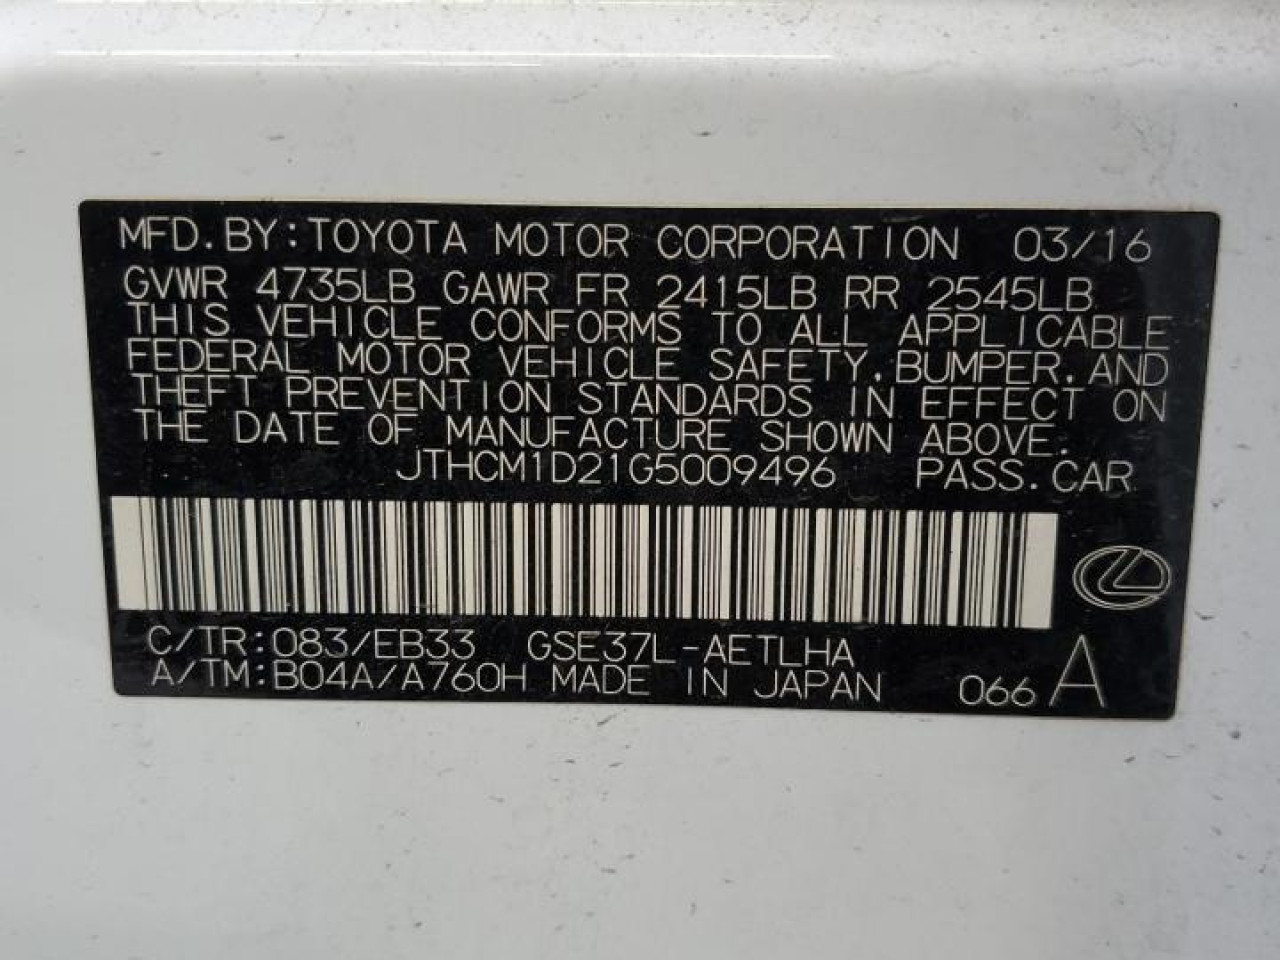 MFD.BY:TOYOTA MOTOR CORPORATION 03/16
GVWR 4735LB GAWR FR 2415LB RR 2545LB
THIS VEHICLE CONFORMS TO ALL APPLICABLE
FEDERAL MOTOR VEHICLE SAFETY,BUMPER,AND
THEFT PREVENTION STANDARDS IN EFFECT ON
THE DATE OF MANUFACTURE SHOWN ABOVE.
JTHCM1D21G5009496 PASS.CAR
C/TR:083/EB33 GSE37L-AETLHA
A/TM:B04A/A760H MADE IN JAPAN 066 A